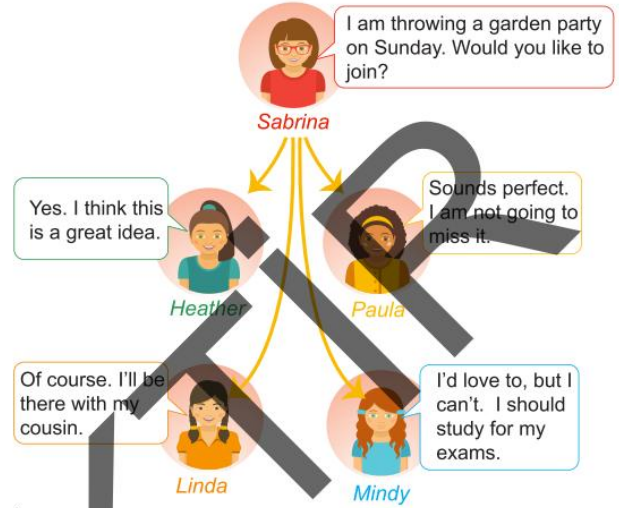 I am throwing a garden party
on Sunday. Would you like to
join?
Sabrina
Yes. I think this
is a great idea.
Heather
Sounds perfect.
I am not going to
miss it.
Paula
Of course. I'll be
there with my
cousin.
Linda
I'd love to, but I
can't. I should
study for my
exams.
Mindy